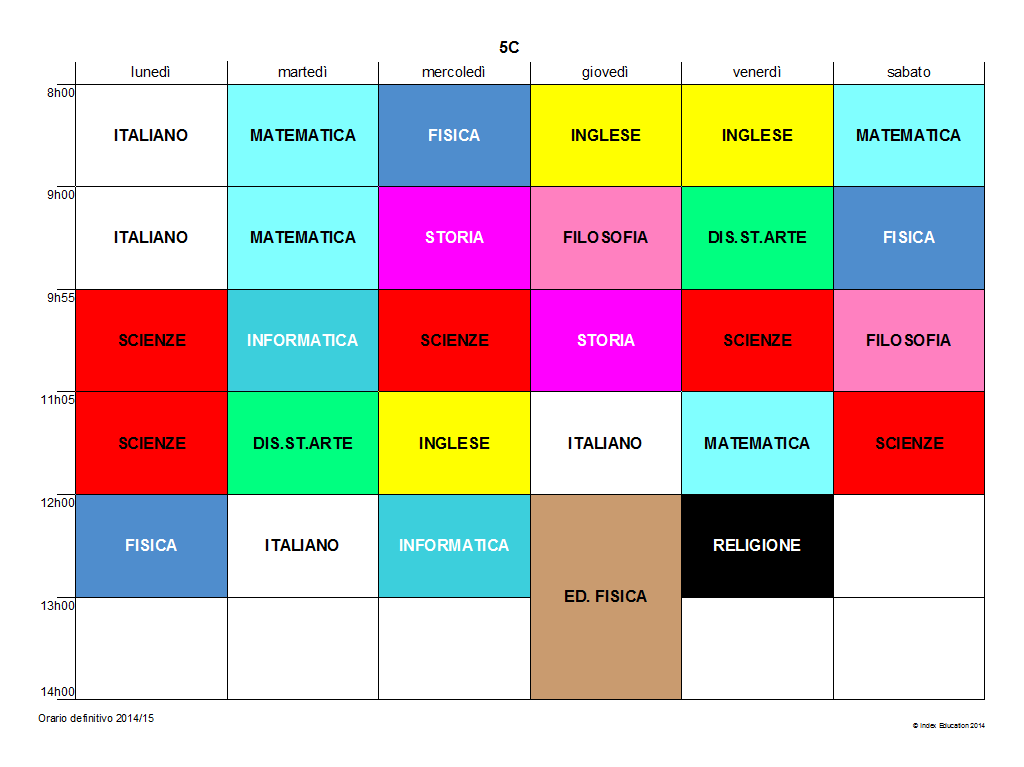 5C
lunedì martedì mercoledì giovedì venerdì sabato
8h00
ITALIANO MATEMATICA FISICA INGLESE INGLESE MATEMATICA
9h00
ITALIANO MATEMATICA STORIA FILOSOFIA DIS.ST.ARTE FISICA
9h55
SCIENZE INFORMATICA SCIENZE STORIA SCIENZE FILOSOFIA
11h05
SCIENZE DIS.ST.ARTE INGLESE ITALIANO MATEMATICA SCIENZE
12h00
FISICA ITALIANO INFORMATICA RELIGIONE
ED. FISICA
13h00
14h00
Orario definitivo 2014/15
© Index Education 2014